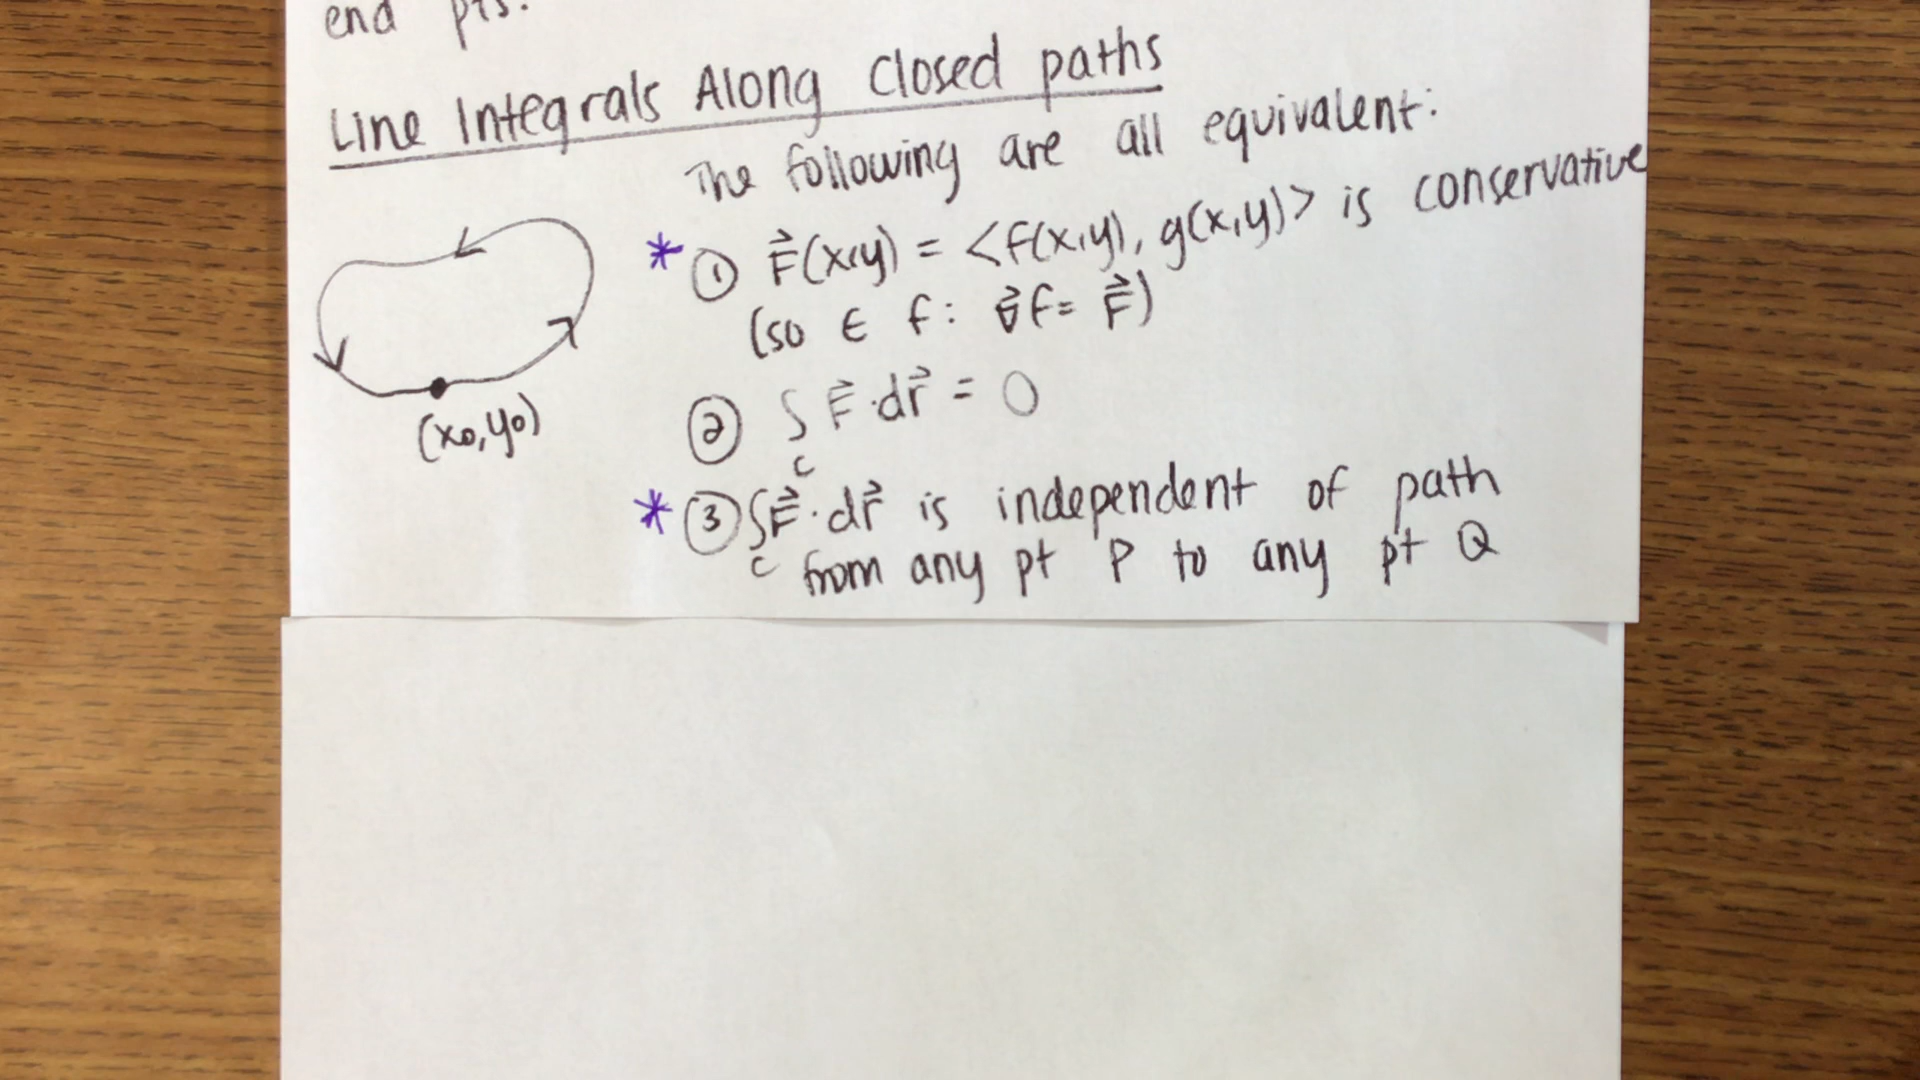 end pts.
Line Integrals Along Closed paths
The following are all equivalent:
* ① F⃗(x,y) = <f(x,y), g(x,y)> is conservative
(so ∈ f: ∇⃗f = F⃗)
② ∫_C F⃗·dr⃗ = 0
(x₀,y₀)
* ③ ∫_C F⃗·dr⃗ is independent of path
from any pt P to any pt Q